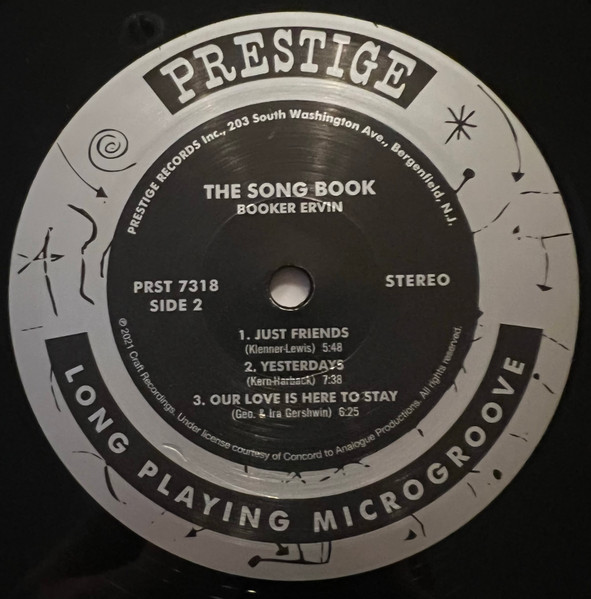 PRESTIGE
PRESTIGE RECORDS Inc., 203 South Washington Ave., Bergenfield, N.J.
THE SONG BOOK
BOOKER ERVIN
PRST 7318
SIDE 2
STEREO
1. JUST FRIENDS
(Klenner-Lewis) 5:48
2. YESTERDAYS
(Kern-Harback) 7:38
3. OUR LOVE IS HERE TO STAY
(Geo. & Ira Gershwin) 6:25
℗ 2021 Craft Recordings. Under license courtesy of Concord to Analogue Productions. All rights reserved.
LONG PLAYING MICROGROOVE